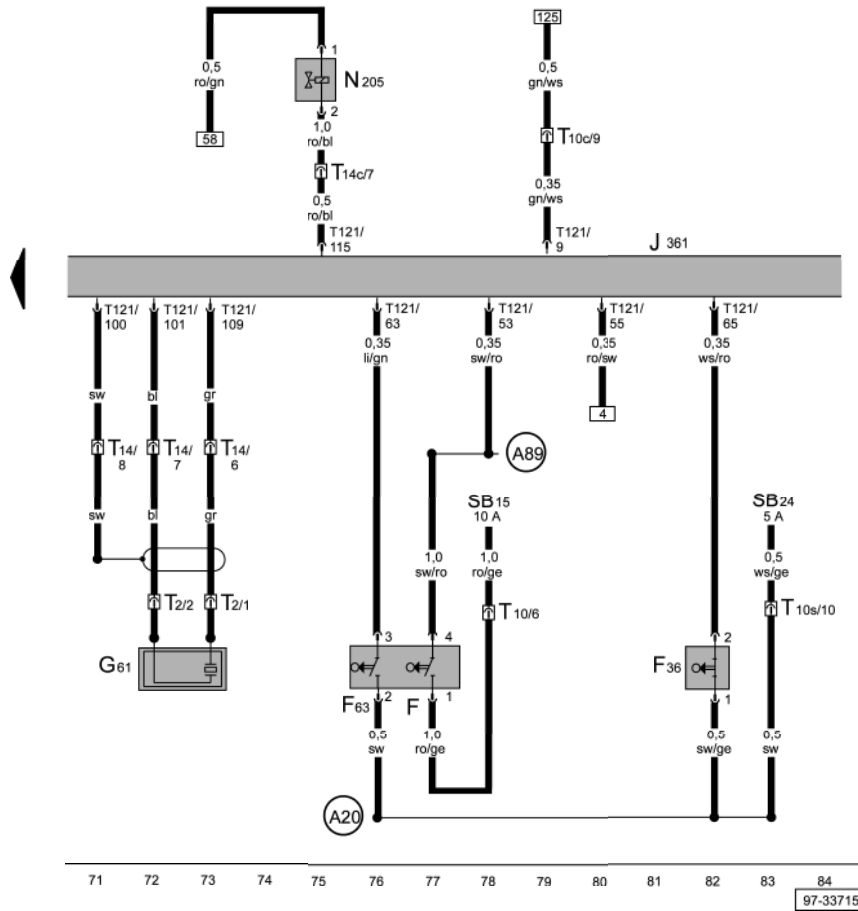 125
1
0,5
ro/gn
N 205
0,5
gn/ws
2
58
1,0
ro/bl
T10c/9
T14c/7
0,5
ro/bl
0,35
gn/ws
T121/
115
T121/
9
J 361
T121/
100
T121/
101
T121/
109
T121/
63
T121/
53
T121/
55
T121/
65
0,35
li/gn
0,35
sw/ro
0,35
ro/sw
0,35
ws/ro
sw
bl
gr
4
T14/
8
T14/
7
T14/
6
A89
SB15
10 A
SB24
5 A
sw
bl
gr
1,0
sw/ro
1,0
ro/ge
0,5
ws/ge
T2/2
T2/1
T10/6
T10s/10
3
4
2
G61
F36
F63
2
F
1
1
0,5
sw
1,0
ro/ge
0,5
sw/ge
0,5
sw
A20
71 72 73 74 75 76 77 78 79 80 81 82 83 84
97-33715